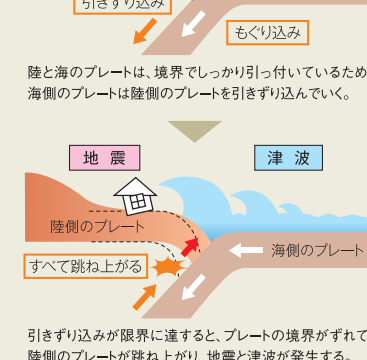 引きずり込み
もぐり込み
陸と海のプレートは、境界でしっかり引っ付いているため
海側のプレートは陸側のプレートを引きずり込んでいく。
地震
津波
陸側のプレート
海側のプレート
すべて跳ね上がる
引きずり込みが限界に達すると、プレートの境界がずれて
陸側のプレートが跳ね上がり、地震と津波が発生する。